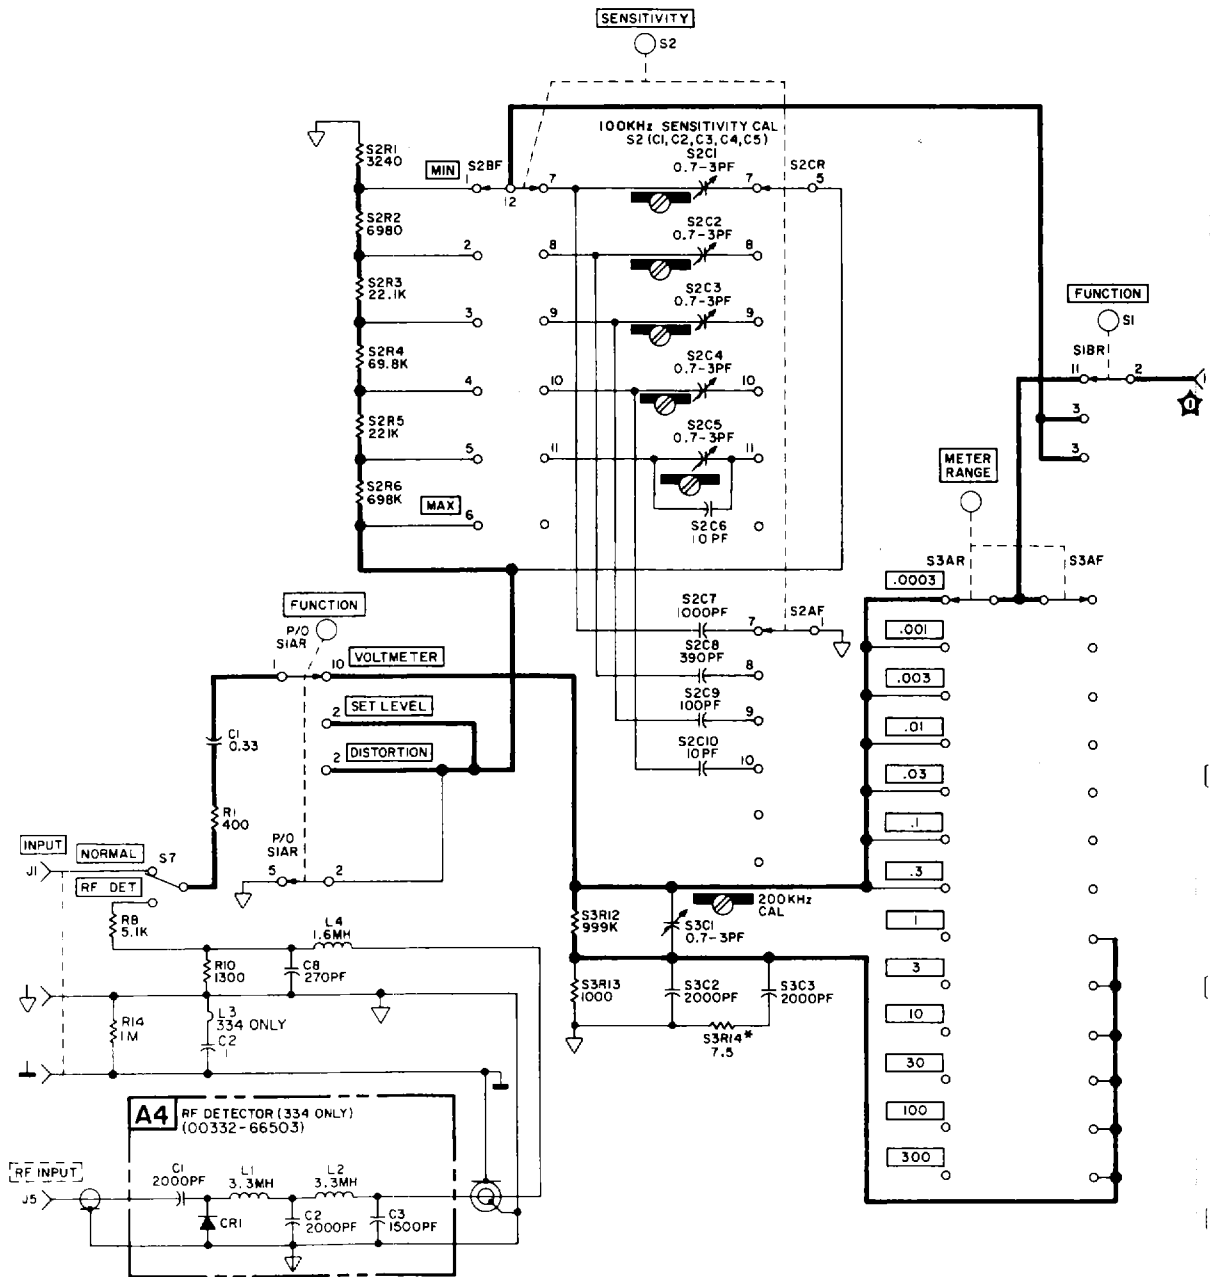 SENSITIVITY
S2
100KHz SENSITIVITY CAL
S2 (C1, C2, C3, C4, C5)
S2R1
3240
MIN
S2BF
1
12
7
S2C1
0.7-3PF
7
S2CR
5
S2R2
6980
2
8
S2C2
0.7-3PF
8
S2R3
22.1K
3
9
S2C3
0.7-3PF
9
S2R4
69.8K
4
10
S2C4
0.7-3PF
10
S2R5
221K
5
11
S2C5
0.7-3PF
11
S2R6
698K
MAX
6
S2C6
10PF
FUNCTION
S1
S1BR
11
2
1
3
3
METER
RANGE
S3AR
S3AF
.0003
.001
.003
.01
.03
.1
.3
1
3
10
30
100
300
S2C7
1000PF
7
S2AF
1
S2C8
390PF
8
S2C9
100PF
9
S2C10
10PF
10
FUNCTION
P/O
S1AR
1
10
VOLTMETER
2
SET LEVEL
2
DISTORTION
C1
0.33
R1
400
P/O
S1AR
5
2
INPUT
J1
NORMAL
S7
RF DET
R8
5.1K
L4
1.6MH
R10
1300
C8
270PF
R14
1M
L3
334 ONLY
C2
.1
S3R12
999K
S3C1
0.7-3PF
200KHz
CAL
S3R13
1000
S3C2
2000PF
S3C3
2000PF
S3R14*
7.5
A4
RF DETECTOR (334 ONLY)
(00332-66503)
RF INPUT
J5
C1
2000PF
L1
3.3MH
L2
3.3MH
CR1
C2
2000PF
C3
1500PF